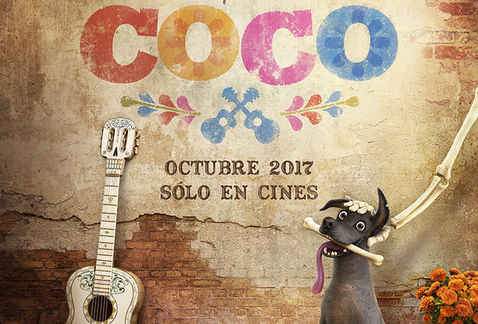 COCO
OCTUBRE 2017
SÓLO EN CINES